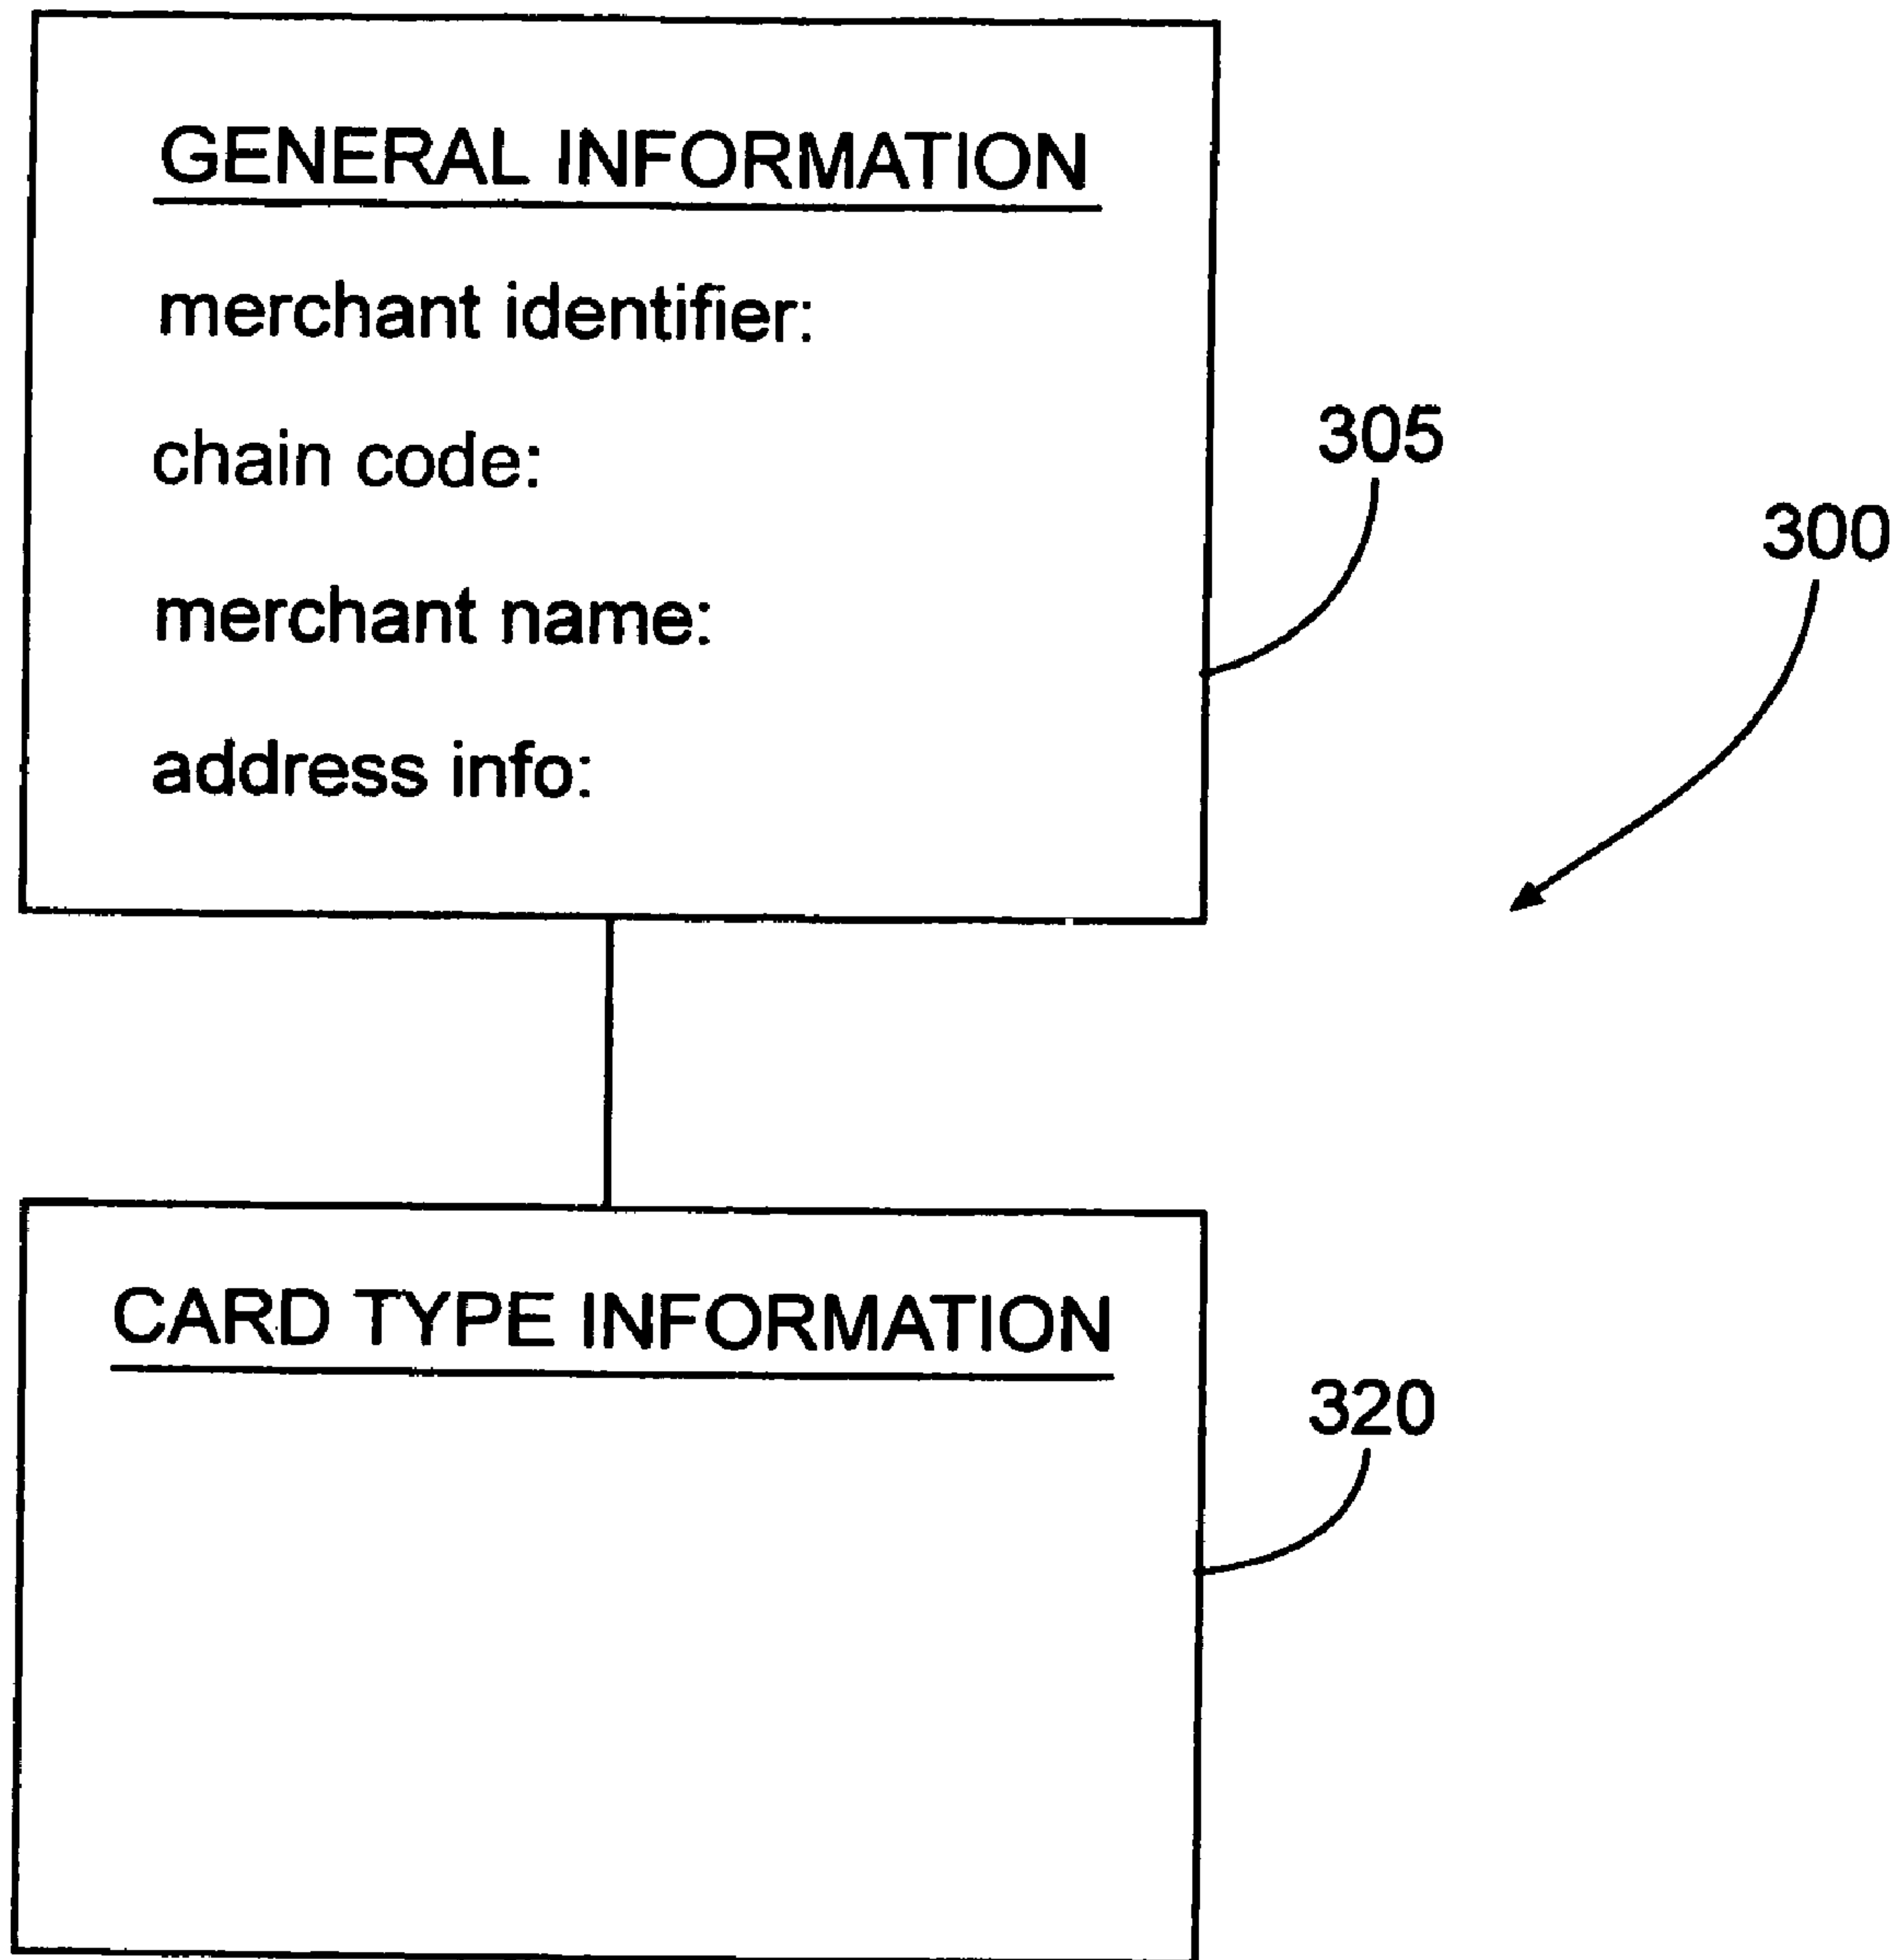 GENERAL INFORMATION
merchant identifier:
chain code:
merchant name:
address info:
305
300
CARD TYPE INFORMATION
320